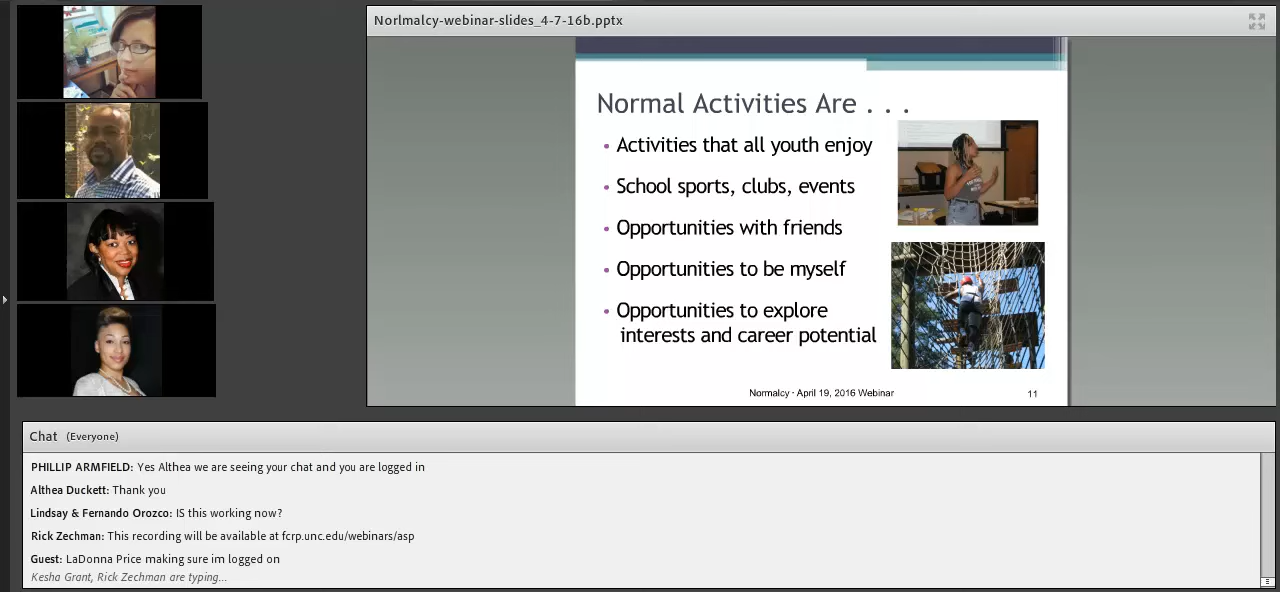 Norlmalcy-webinar-slides_4-7-16b.pptx
Normal Activities Are . . .
• Activities that all youth enjoy
• School sports, clubs, events
• Opportunities with friends
• Opportunities to be myself
• Opportunities to explore
interests and career potential
Normalcy · April 19, 2016 Webinar
11
Chat (Everyone)
PHILLIP ARMFIELD: Yes Althea we are seeing your chat and you are logged in
Althea Duckett: Thank you
Lindsay & Fernando Orozco: IS this working now?
Rick Zechman: This recording will be available at fcrp.unc.edu/webinars/asp
Guest: LaDonna Price making sure im logged on
Kesha Grant, Rick Zechman are typing...